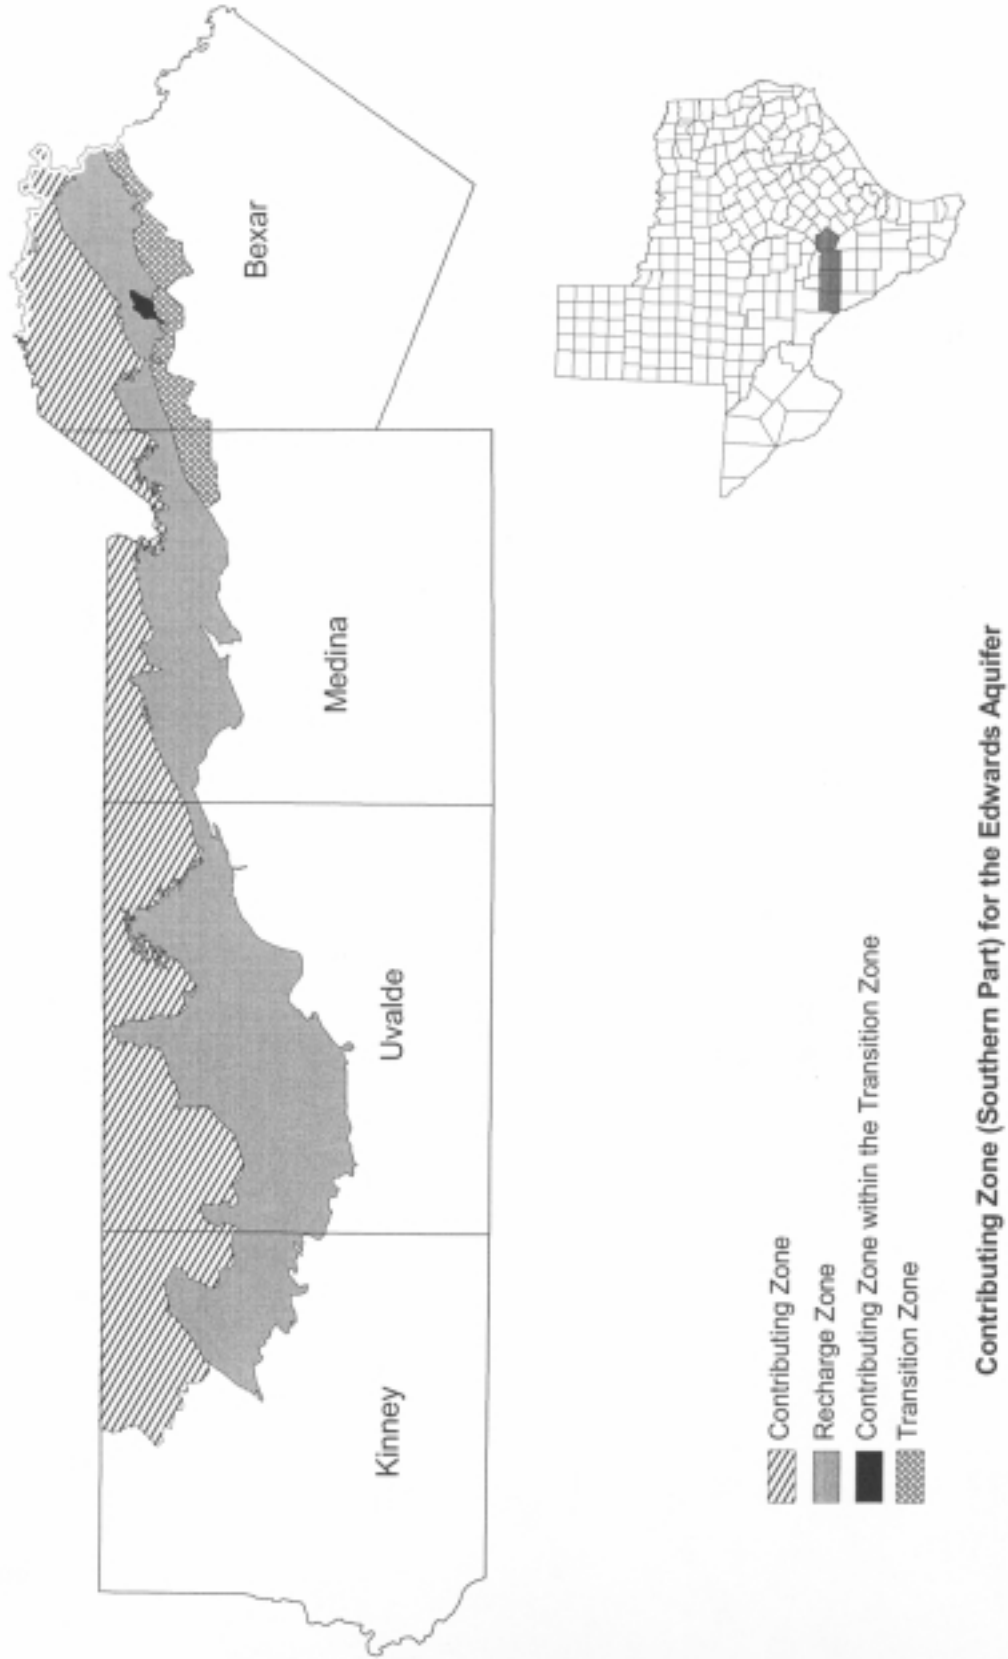 Kinney
Uvalde
Medina
Bexar
Contributing Zone
Recharge Zone
Contributing Zone within the Transition Zone
Transition Zone
Contributing Zone (Southern Part) for the Edwards Aquifer